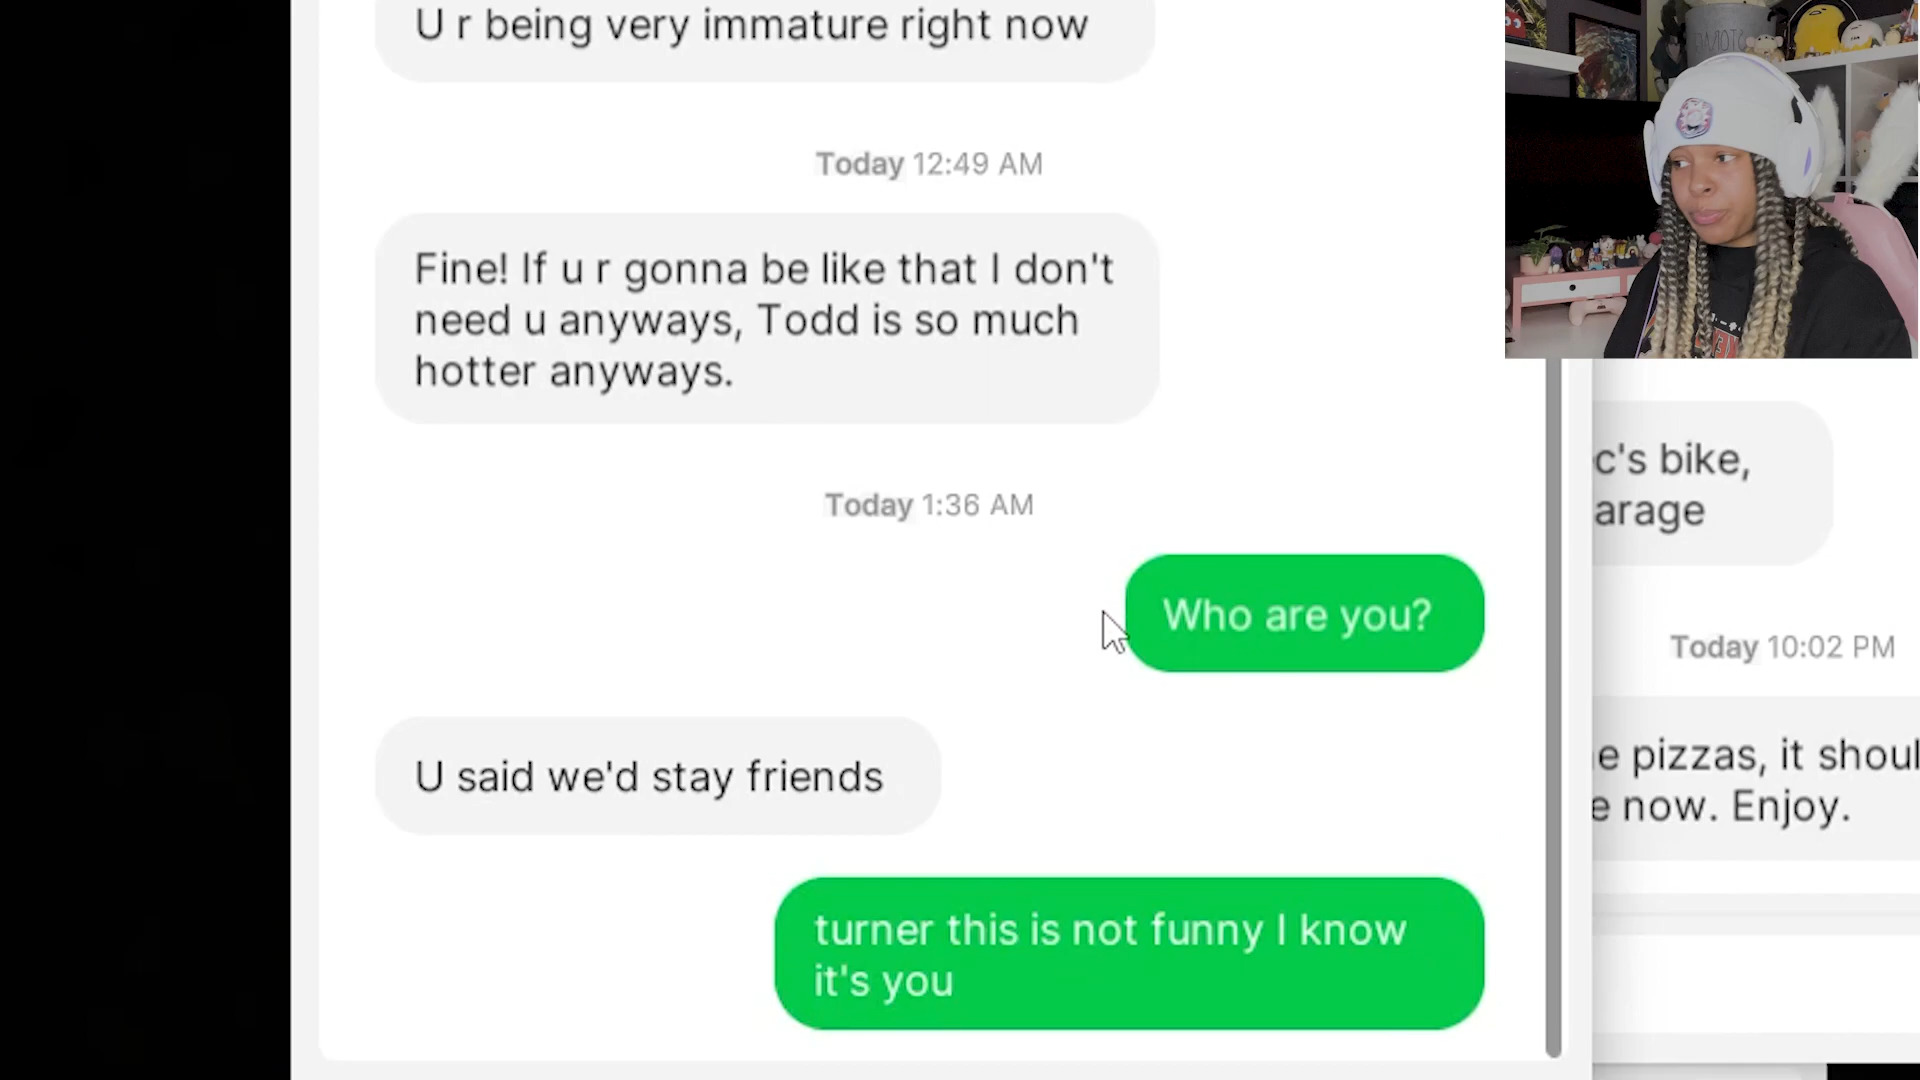 U r being very immature right now
Today 12:49 AM
Fine! If u r gonna be like that I don't
need u anyways, Todd is so much
hotter anyways.
Today 1:36 AM
Who are you?
U said we'd stay friends
turner this is not funny I know
it's you
c's bike,
arage
Today 10:02 PM
e pizzas, it shoul
e now. Enjoy.